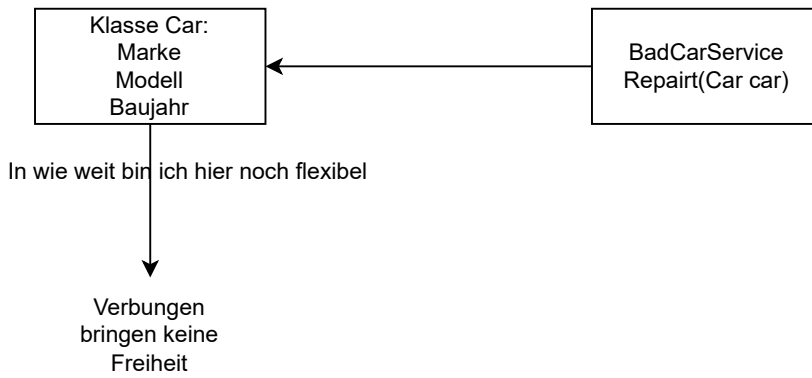 Klasse Car:
Marke
Modell
Baujahr
BadCarService
Repairt(Car car)
In wie weit bin ich hier noch flexibel
Verbungen
bringen keine
Freiheit